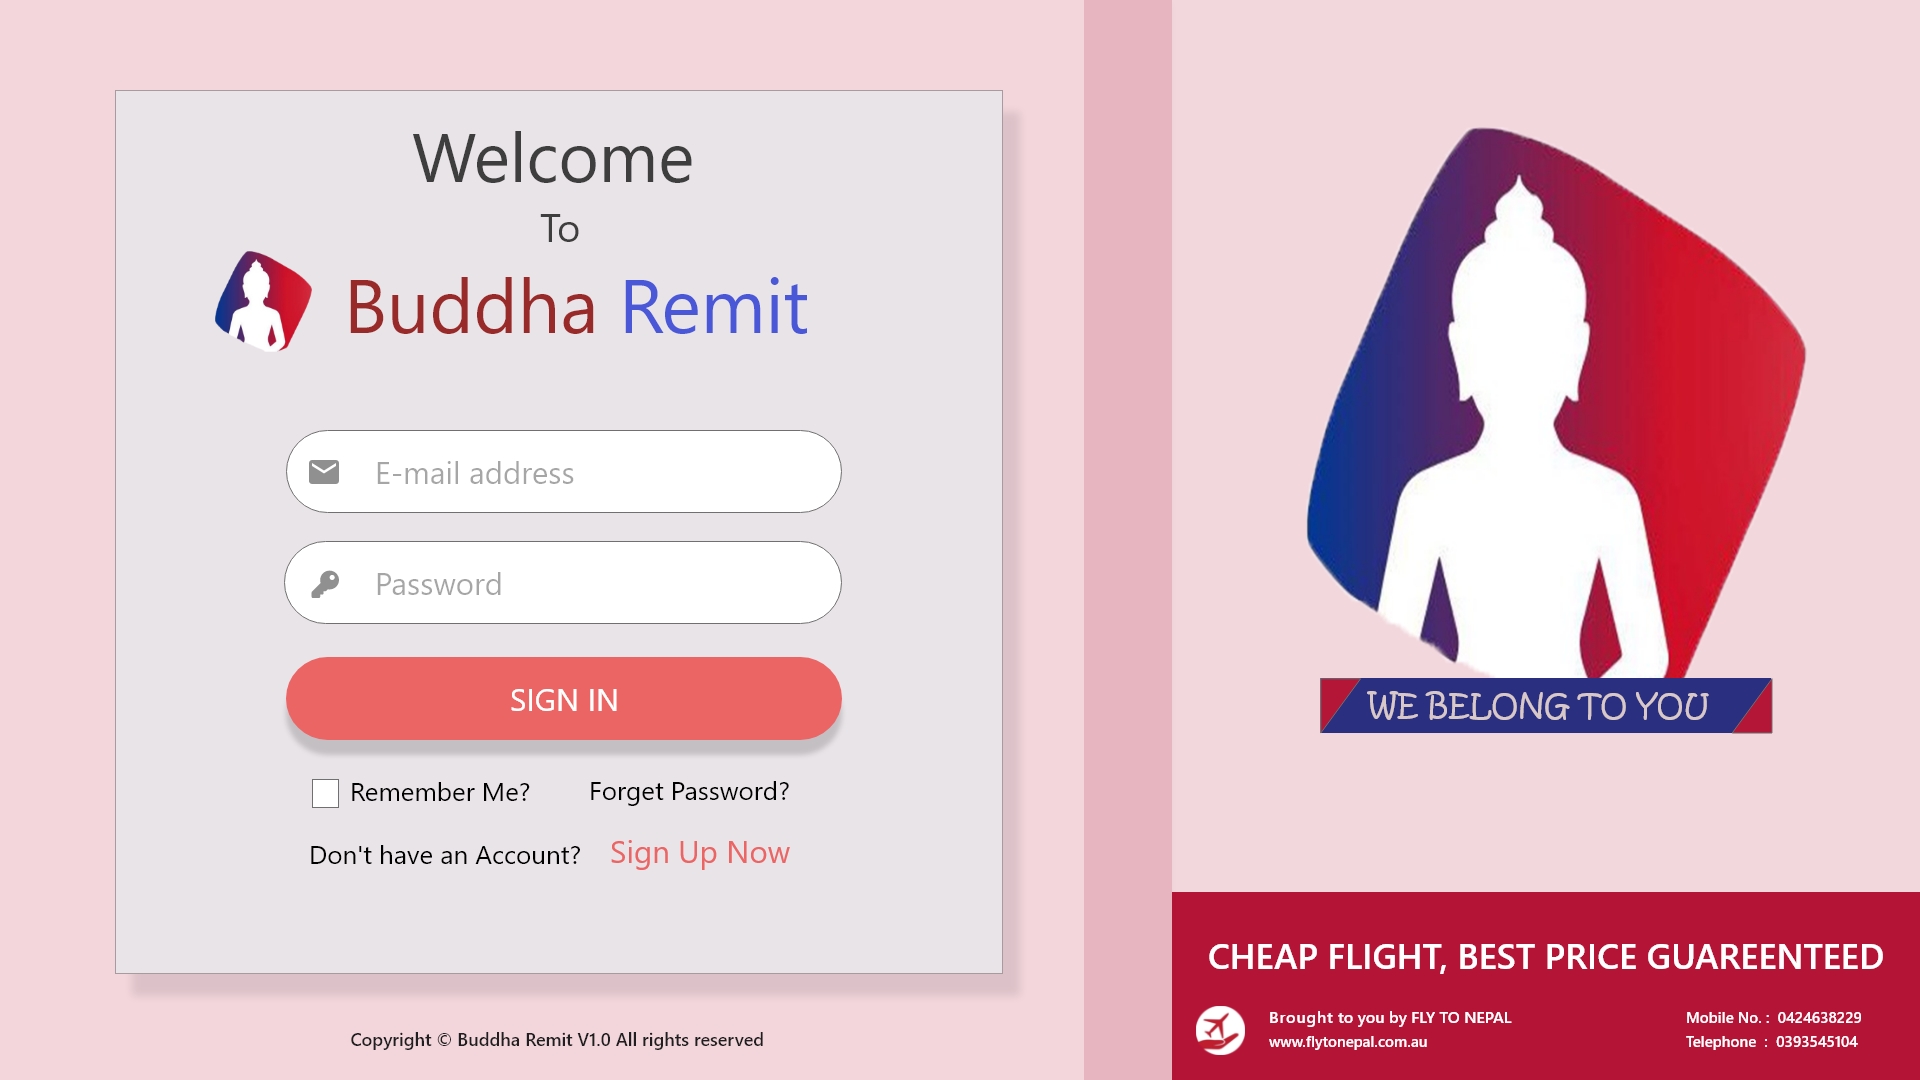 Welcome
To
Buddha Remit
E-mail address
Password
SIGN IN
Remember Me? Forget Password?
Don't have an Account? Sign Up Now
Copyright © Buddha Remit V1.0 All rights reserved
WE BELONG TO YOU
CHEAP FLIGHT, BEST PRICE GUAREENTEED
Brought to you by FLY TO NEPAL
www.flytonepal.com.au
Mobile No. : 0424638229
Telephone : 0393545104